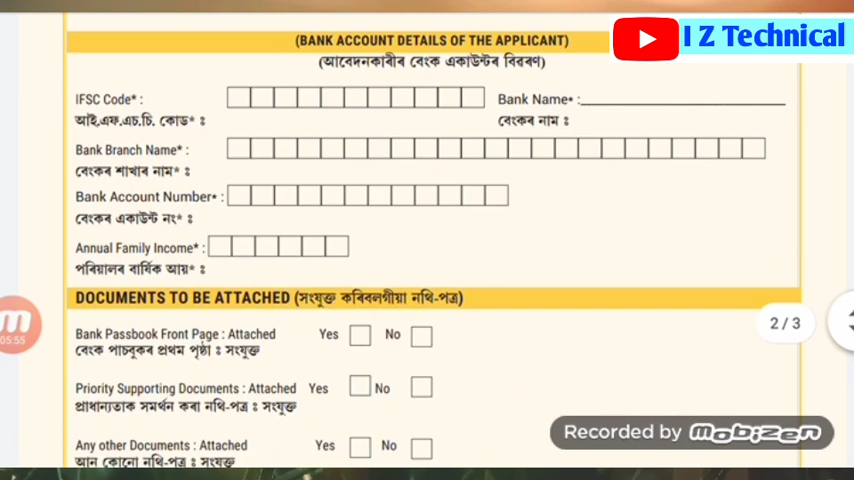 I Z Technical
(BANK ACCOUNT DETAILS OF THE APPLICANT)
(আবেদনকাৰীৰ বেংক একাউন্টৰ বিৱৰণ)
IFSC Code* : Bank Name* :
আই.এফ.এচ.চি. কোড* ঃ বেংকৰ নাম ঃ
Bank Branch Name* :
বেংকৰ শাখাৰ নাম* ঃ
Bank Account Number* :
বেংকৰ একাউন্ট নং* ঃ
Annual Family Income* :
পৰিয়ালৰ বাৰ্ষিক আয়* ঃ
DOCUMENTS TO BE ATTACHED (সংযুক্ত কৰিবলগীয়া নথি-পত্ৰ)
2 / 3
05:55
Bank Passbook Front Page : Attached Yes No
বেংক পাচবুকৰ প্ৰথম পৃষ্ঠা ঃ সংযুক্ত
Priority Supporting Documents : Attached Yes No
প্ৰাধান্যতাক সমৰ্থন কৰা নথি-পত্ৰ ঃ সংযুক্ত
Recorded by mobizen
Any other Documents : Attached Yes No
আন কোনো নথি-পত্ৰ ঃ সংযুক্ত